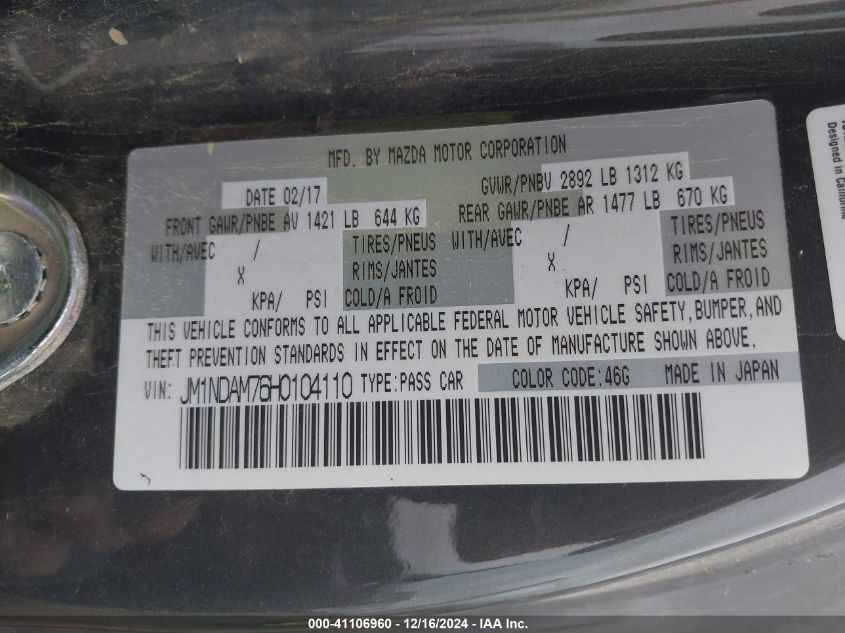 MFD. BY MAZDA MOTOR CORPORATION
DATE 02/17 GVWR/PNBV 2892 LB 1312 KG
FRONT GAWR/PNBE AV 1421 LB 644 KG REAR GAWR/PNBE AR 1477 LB 670 KG
WITH/AVEC / TIRES/PNEUS WITH/AVEC / TIRES/PNEUS
X RIMS/JANTES X RIMS/JANTES
KPA/ PSI COLD/A FROID KPA/ PSI COLD/A FROID
THIS VEHICLE CONFORMS TO ALL APPLICABLE FEDERAL MOTOR VEHICLE SAFETY,BUMPER,AND
THEFT PREVENTION STANDARDS IN EFFECT ON THE DATE OF MANUFACTURE SHOWN ABOVE.
VIN: JM1NDAM76H0104110 TYPE:PASS CAR COLOR CODE:46G MADE IN JAPAN
Designed in California
000-41106960 - 12/16/2024 - IAA Inc.